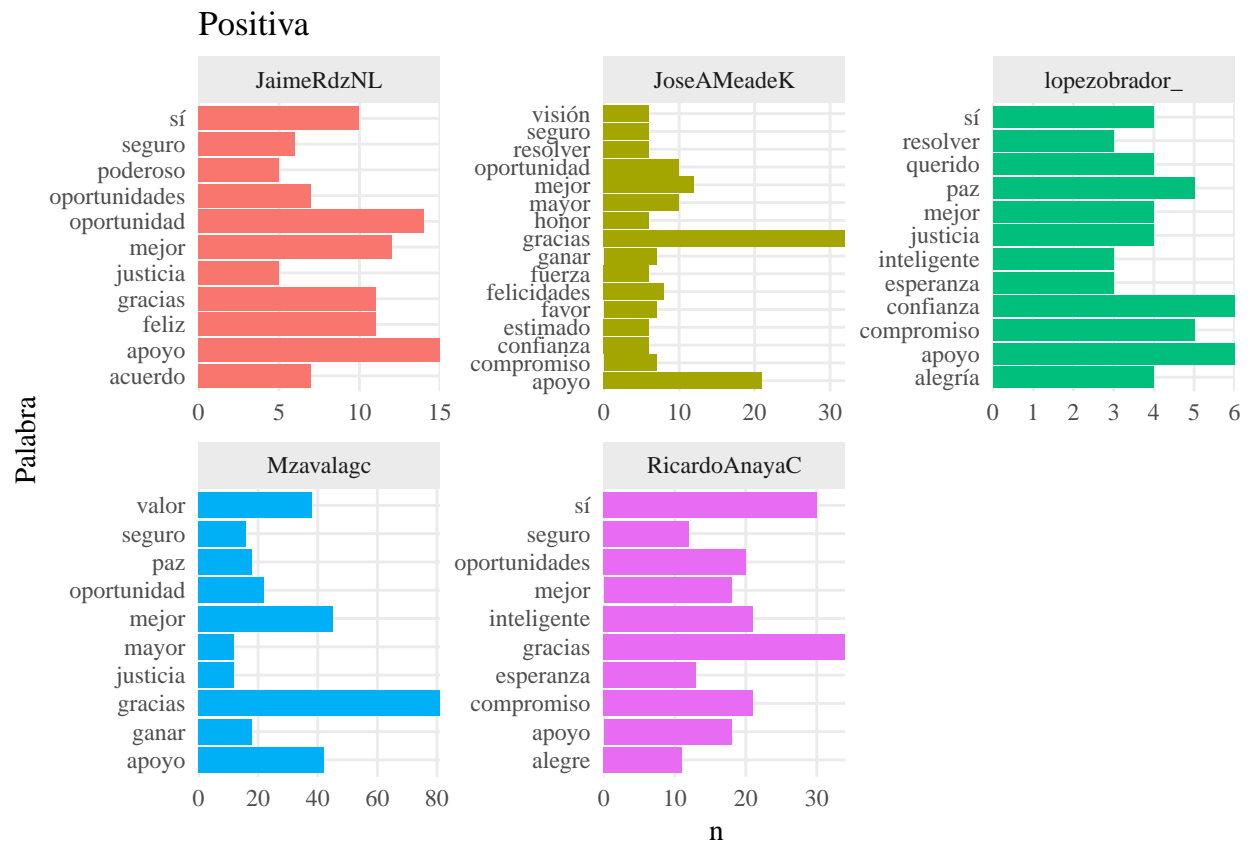 Positiva
JaimeRdzNL
sí
seguro
poderoso
oportunidades
oportunidad
mejor
justicia
gracias
feliz
apoyo
acuerdo
0 5 10 15
JoseAMeadeK
visión
seguro
resolver
oportunidad
mejor
mayor
honor
gracias
ganar
fuerza
felicidades
favor
estimado
confianza
compromiso
apoyo
0 10 20 30
lopezobrador_
sí
resolver
querido
paz
mejor
justicia
inteligente
esperanza
confianza
compromiso
apoyo
alegría
0 1 2 3 4 5 6
Palabra
Mzavalagc
valor
seguro
paz
oportunidad
mejor
mayor
justicia
gracias
ganar
apoyo
0 20 40 60 80
RicardoAnayaC
sí
seguro
oportunidades
mejor
inteligente
gracias
esperanza
compromiso
apoyo
alegre
0 10 20 30
n